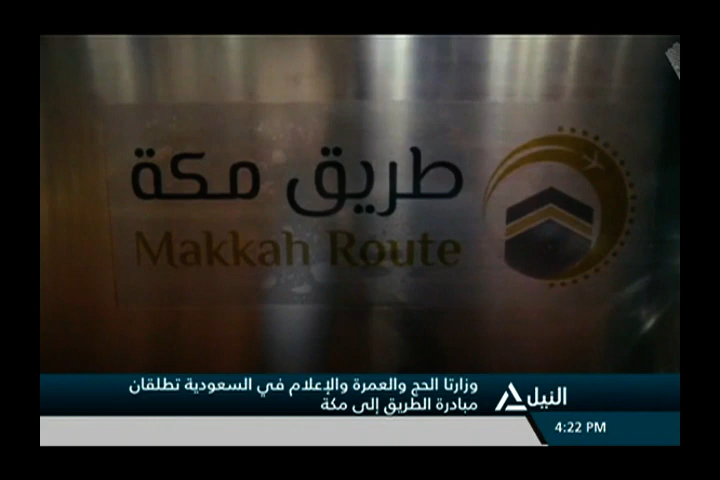 طريق مكة
Makkah Route
وزارتا الحج والعمرة والإعلام في السعودية تطلقان
مبادرة الطريق إلى مكة
النيل
4:22 PM